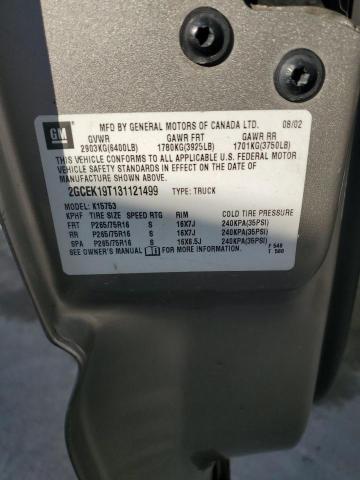 GM
MFD BY GENERAL MOTORS OF CANADA LTD. 08/02
GVWR GAWR FRT GAWR RR
2903KG(6400LB) 1780KG(3925LB) 1701KG(3750LB)
THIS VEHICLE CONFORMS TO ALL APPLICABLE U.S. FEDERAL MOTOR
VEHICLE SAFETY STANDARDS IN EFFECT ON THE DATE OF
MANUFACTURE SHOWN ABOVE.
2GCEK19T131121499 TYPE: TRUCK
MODEL: K15753
KPHF TIRE SIZE SPEED RTG RIM COLD TIRE PRESSURE
FRT P265/75R16 S 16X7J 240KPA(35PSI)
RR P265/75R16 S 16X7J 240KPA(35PSI)
SPA P265/75R16 S 16X6.5J 240KPA(35PSI)
SEE OWNER'S MANUAL FOR MORE INFORMATION. F 540
T 560